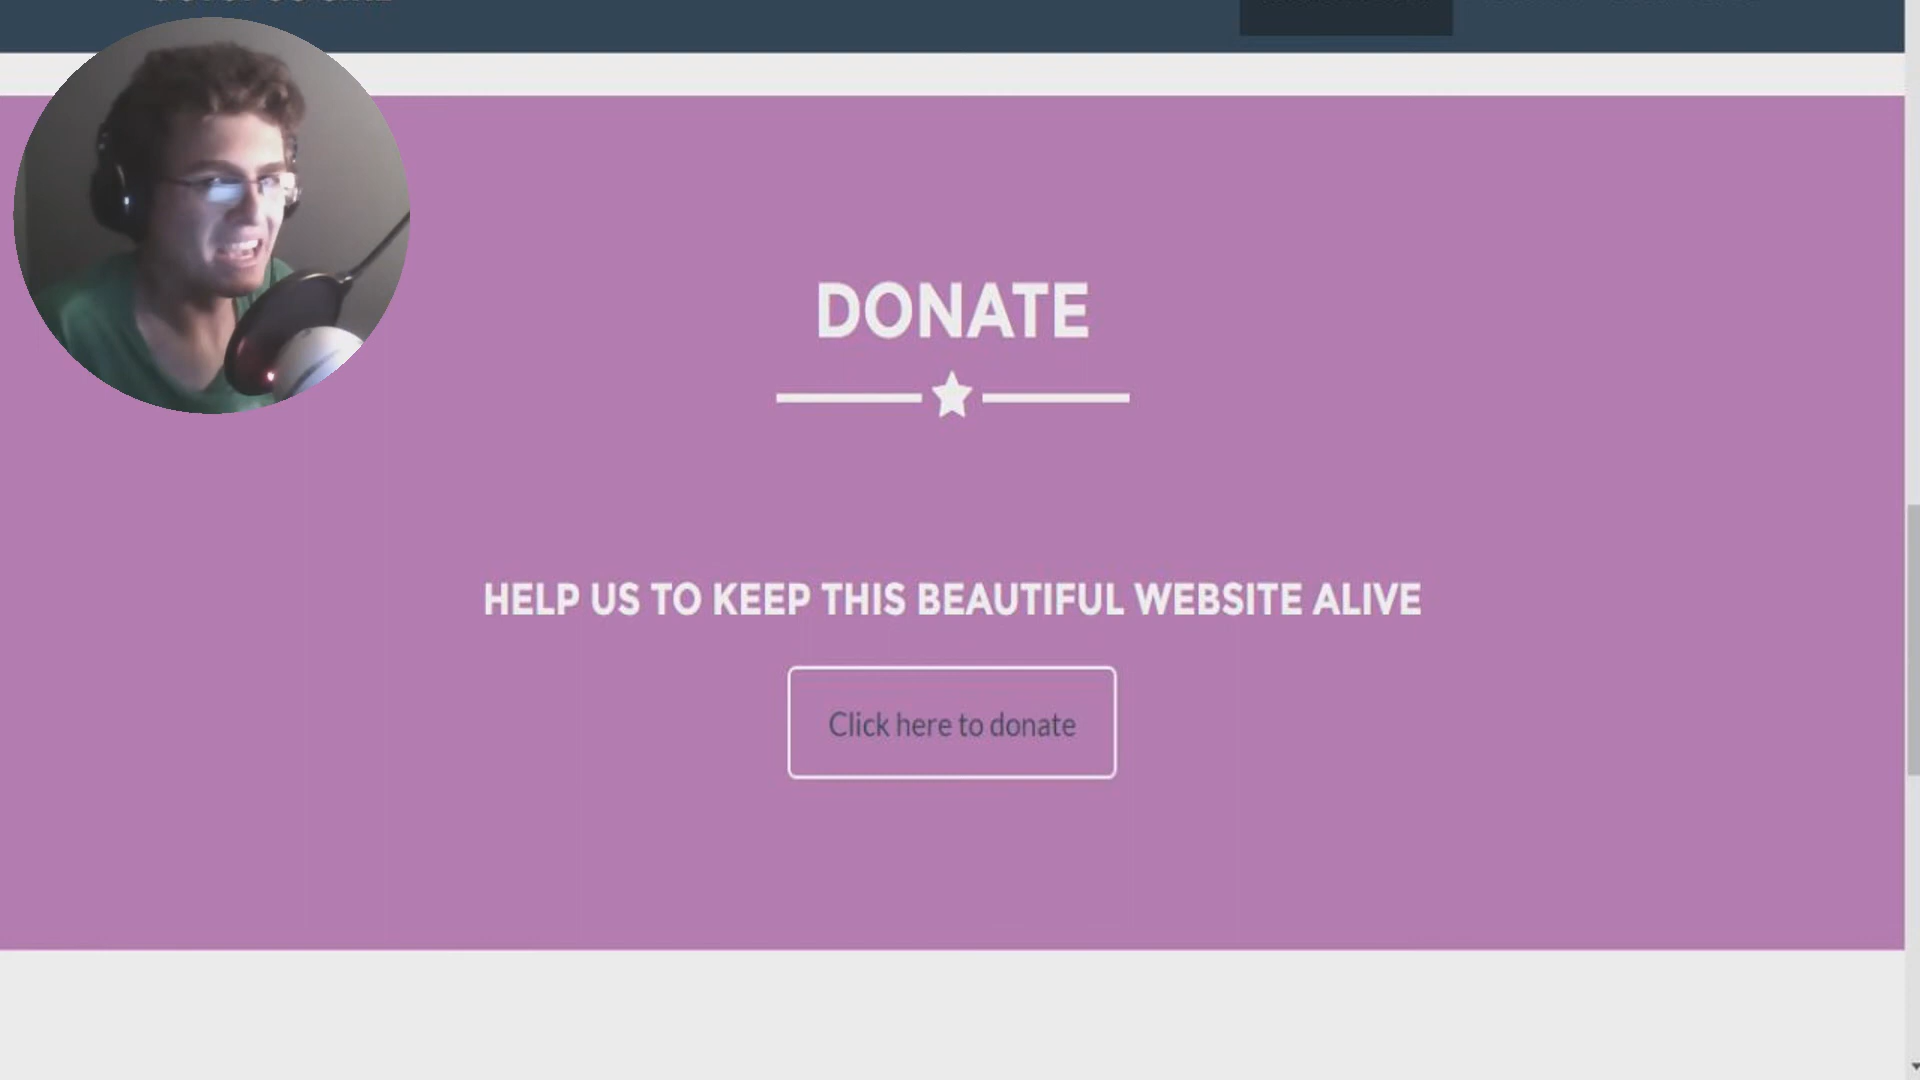 DONATE
HELP US TO KEEP THIS BEAUTIFUL WEBSITE ALIVE
Click here to donate